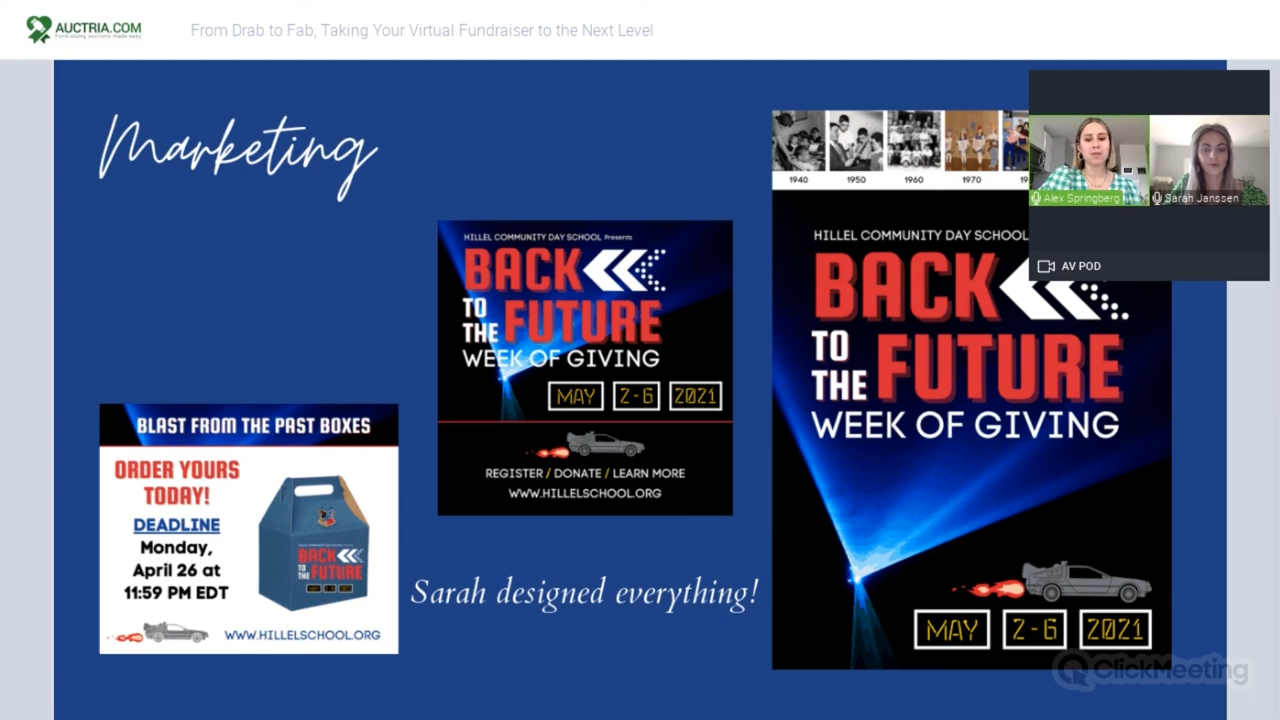 AUCTRIA.COM
Fundraising auctions made easy
From Drab to Fab, Taking Your Virtual Fundraiser to the Next Level
Marketing
BLAST FROM THE PAST BOXES
ORDER YOURS
TODAY!
DEADLINE
Monday,
April 26 at
11:59 PM EDT
WWW.HILLELSCHOOL.ORG
BACK
TO
THE FUTURE
HILLEL COMMUNITY DAY SCHOOL Presents
BACK
TO
THE FUTURE
WEEK OF GIVING
MAY 2-6 2021
REGISTER / DONATE / LEARN MORE
WWW.HILLELSCHOOL.ORG
Sarah designed everything!
1940 1950 1960 1970
HILLEL COMMUNITY DAY SCHOOL
BACK
TO
THE FUTURE
WEEK OF GIVING
MAY 2-6 2021
Alex Springberg
Sarah Janssen
AV POD
ClickMeeting